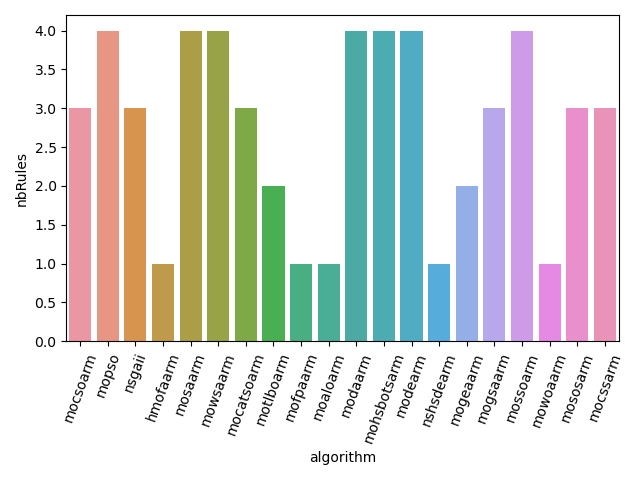 4.0
3.5
3.0
2.5
2.0
1.5
1.0
0.5
0.0
nbRules
mocsoarm
mopso
nsgaii
hmofaarm
mosaarm
mowsaarm
mocatsoarm
motlboarm
mofpaarm
moaloarm
modaarm
mohsbotsarm
modearm
nshsdearm
mogeaarm
mogsaarm
mossoarm
mowoaarm
mososarm
mocssarm
algorithm